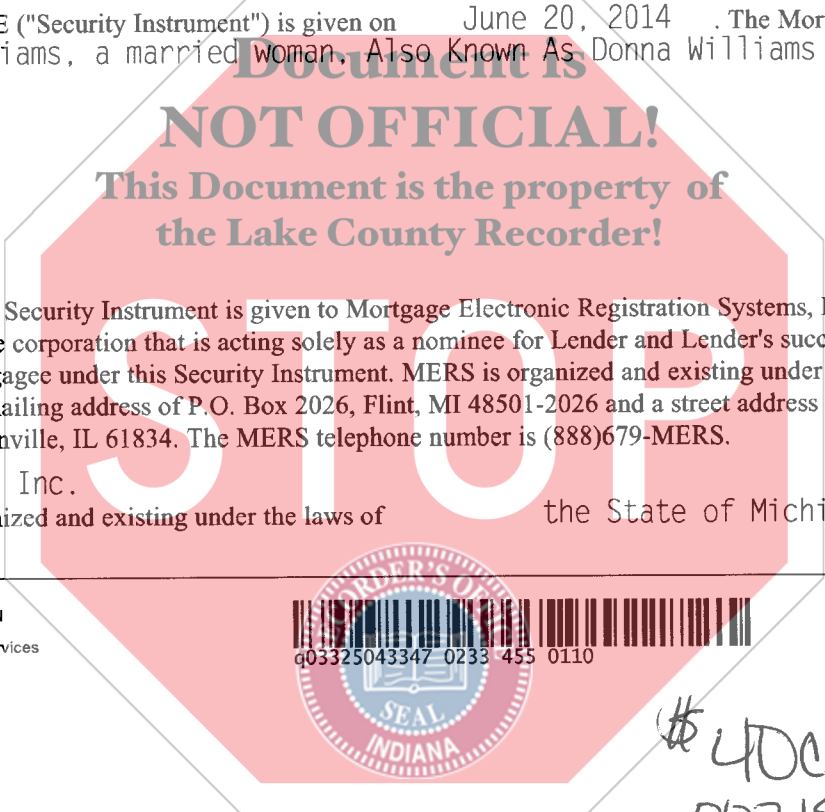 E ("Security Instrument") is given on June 20, 2014 . The Mor
iams, a married woman, Also Known As Donna Williams
Document is
NOT OFFICIAL!
This Document is the property of
the Lake County Recorder!
Security Instrument is given to Mortgage Electronic Registration Systems, I
e corporation that is acting solely as a nominee for Lender and Lender's succ
agee under this Security Instrument. MERS is organized and existing under
ailing address of P.O. Box 2026, Flint, MI 48501-2026 and a street address
nville, IL 61834. The MERS telephone number is (888)679-MERS.
STOP
Inc.
ized and existing under the laws of the State of Michi
vices
q03325043347 0233 455 0110
RECORDER'S OFFICE
SEAL
INDIANA
$ 400